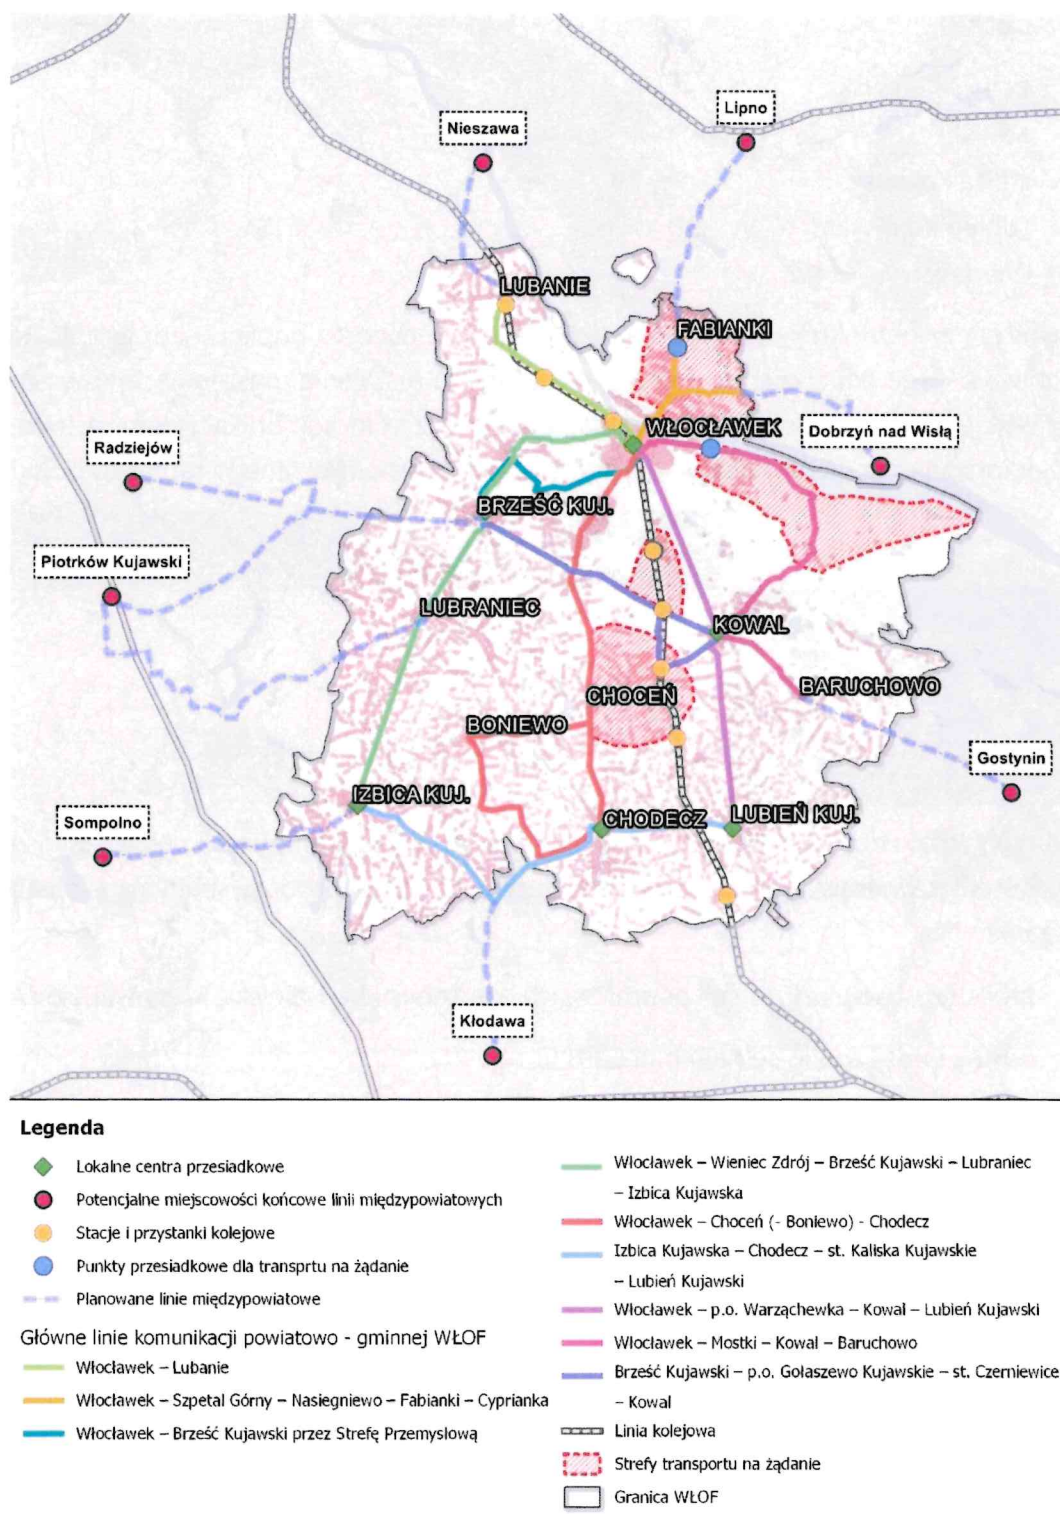 Lipno
Nieszawa
LUBANIE
FABIANKI
WŁOCŁAWEK
Dobrzyń nad Wisłą
Radziejów
BRZEŚĆ KUJ.
Piotrków Kujawski
LUBRANIEC
KOWAL
CHOCEŃ
BARUCHOWO
BONIEWO
Gostynin
IZBICA KUJ.
Sompolno
CHODECZ
LUBIEŃ KUJ.
Kłodawa
Legenda
Lokalne centra przesiadkowe
Potencjalne miejscowości końcowe linii międzypowiatowych
Stacje i przystanki kolejowe
Punkty przesiadkowe dla transprtu na żądanie
Planowane linie międzypowiatowe
Główne linie komunikacji powiatowo - gminnej WŁOF
Włocławek – Lubanie
Włocławek – Szpetal Górny – Nasiegniewo – Fabianki – Cyprianka
Włocławek – Brześć Kujawski przez Strefę Przemysłową
Włocławek – Wieniec Zdrój – Brześć Kujawski – Lubraniec
– Izbica Kujawska
Włocławek – Choceń (- Boniewo) - Chodecz
Izbica Kujawska – Chodecz – st. Kaliska Kujawskie
– Lubień Kujawski
Włocławek – p.o. Warząchewka – Kowal – Lubień Kujawski
Włocławek – Mostki – Kowal – Baruchowo
Brześć Kujawski – p.o. Gołaszewo Kujawskie – st. Czerniewice
– Kowal
Linia kolejowa
Strefy transportu na żądanie
Granica WŁOF